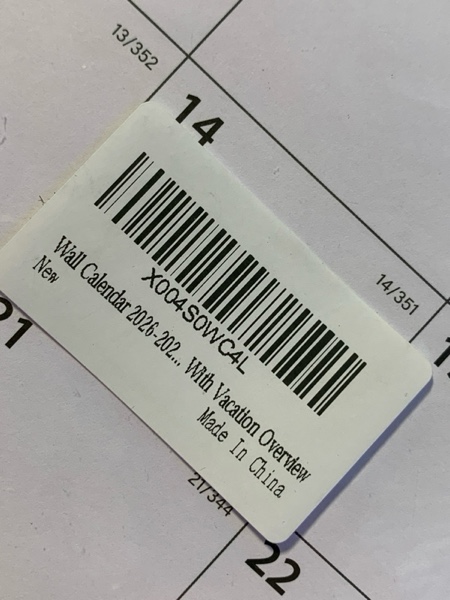 13/352
14
X004S0WC4L
Wall Calendar 2026-202... With Vacation Overview
New
Made In China
14/351
21
21/344
22